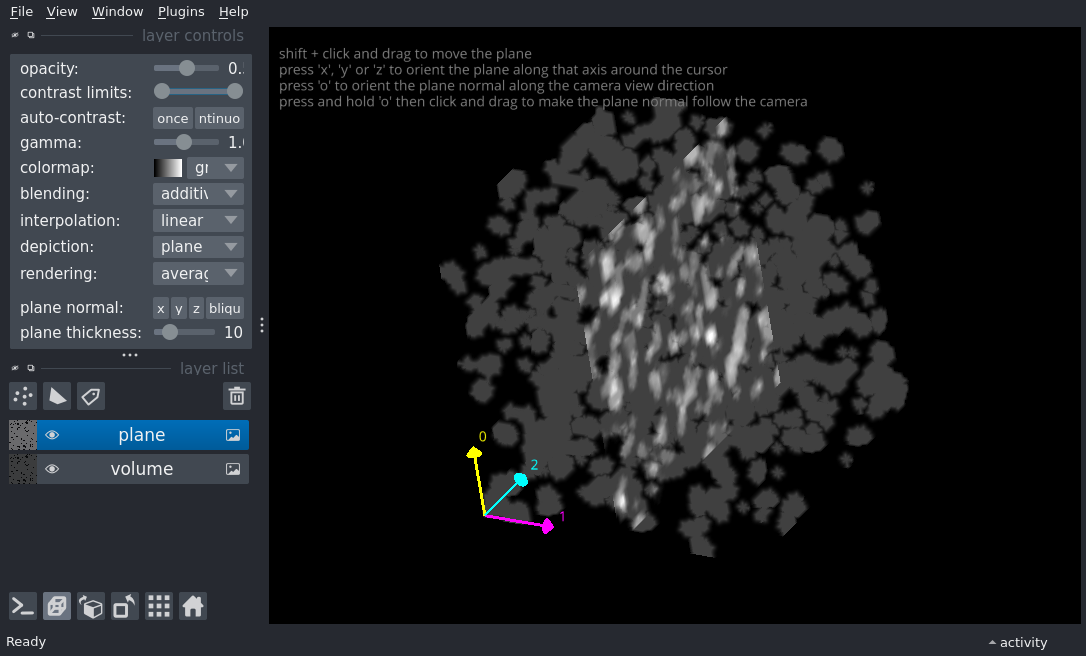 File View Window Plugins Help
layer controls
opacity: 0.
contrast limits:
auto-contrast: once ntinuo
gamma: 1.
colormap: gr
blending: additiv
interpolation: linear
depiction: plane
rendering: averag
plane normal: x y z bliqu
plane thickness: 10
layer list
plane
volume
shift + click and drag to move the plane
press 'x', 'y' or 'z' to orient the plane along that axis around the cursor
press 'o' to orient the plane normal along the camera view direction
press and hold 'o' then click and drag to make the plane normal follow the camera
0
2
1
Ready
activity